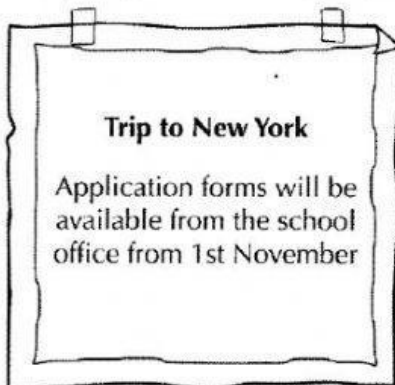 Trip to New York
Application forms will be
available from the school
office from 1st November